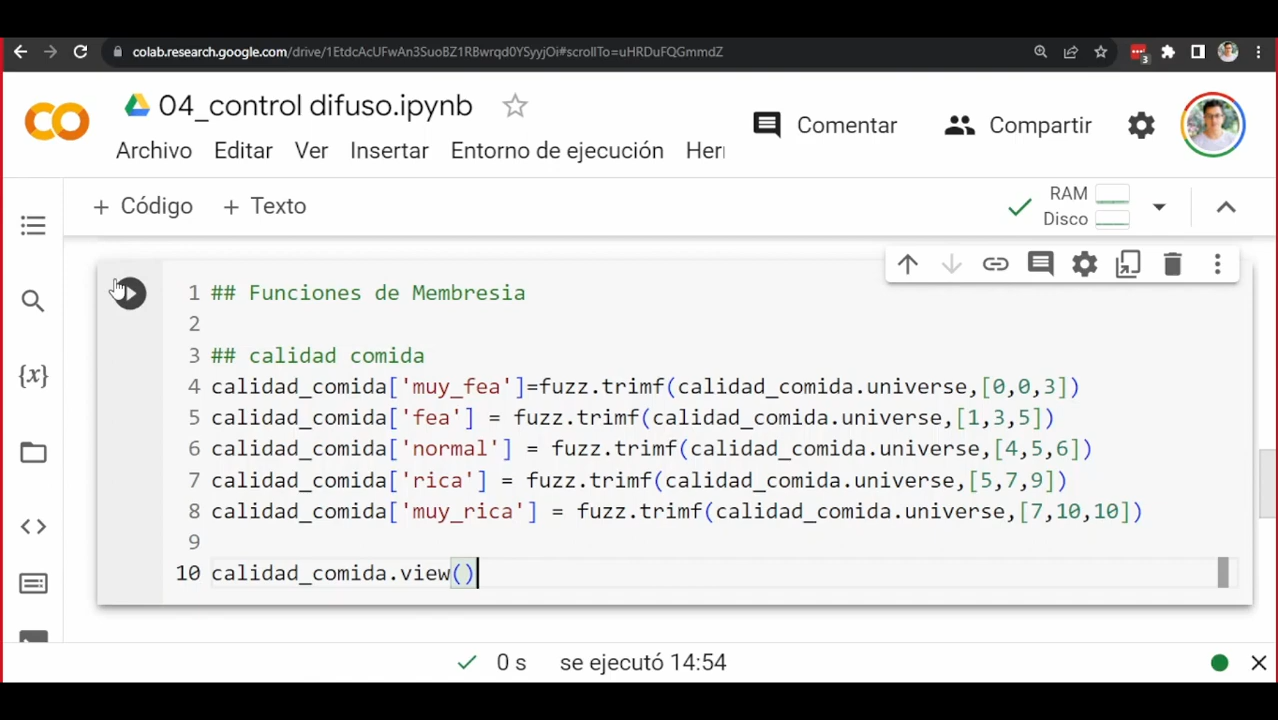 colab.research.google.com/drive/1EtdcAcUFwAn3SuoBZ1RBwrqd0YSyyjOi#scrollTo=uHRDuFQGmmdZ
3
04_control difuso.ipynb
Comentar
Compartir
Archivo Editar Ver Insertar Entorno de ejecución Her
+ Código + Texto
RAM
Disco
1 ## Funciones de Membresia
2
3 ## calidad comida
4 calidad_comida['muy_fea']=fuzz.trimf(calidad_comida.universe,[0,0,3])
5 calidad_comida['fea'] = fuzz.trimf(calidad_comida.universe,[1,3,5])
6 calidad_comida['normal'] = fuzz.trimf(calidad_comida.universe,[4,5,6])
7 calidad_comida['rica'] = fuzz.trimf(calidad_comida.universe,[5,7,9])
8 calidad_comida['muy_rica'] = fuzz.trimf(calidad_comida.universe,[7,10,10])
9
10 calidad_comida.view()
{x}
0 s se ejecutó 14:54